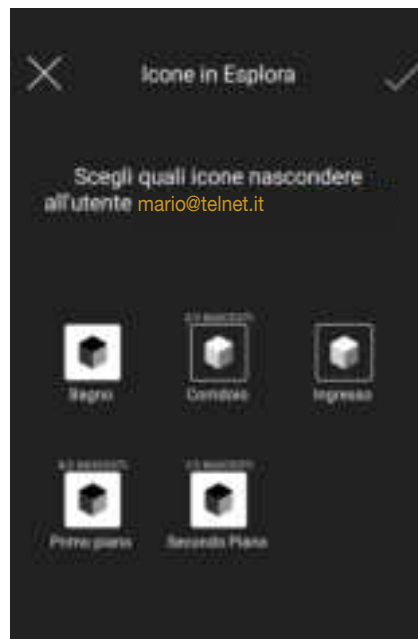 Icone in Esplora
Scegli quali icone nascondere
all'utente mario@telnet.it
Bagno
Corridoio
Ingresso
Primo piano
Secondo Piano